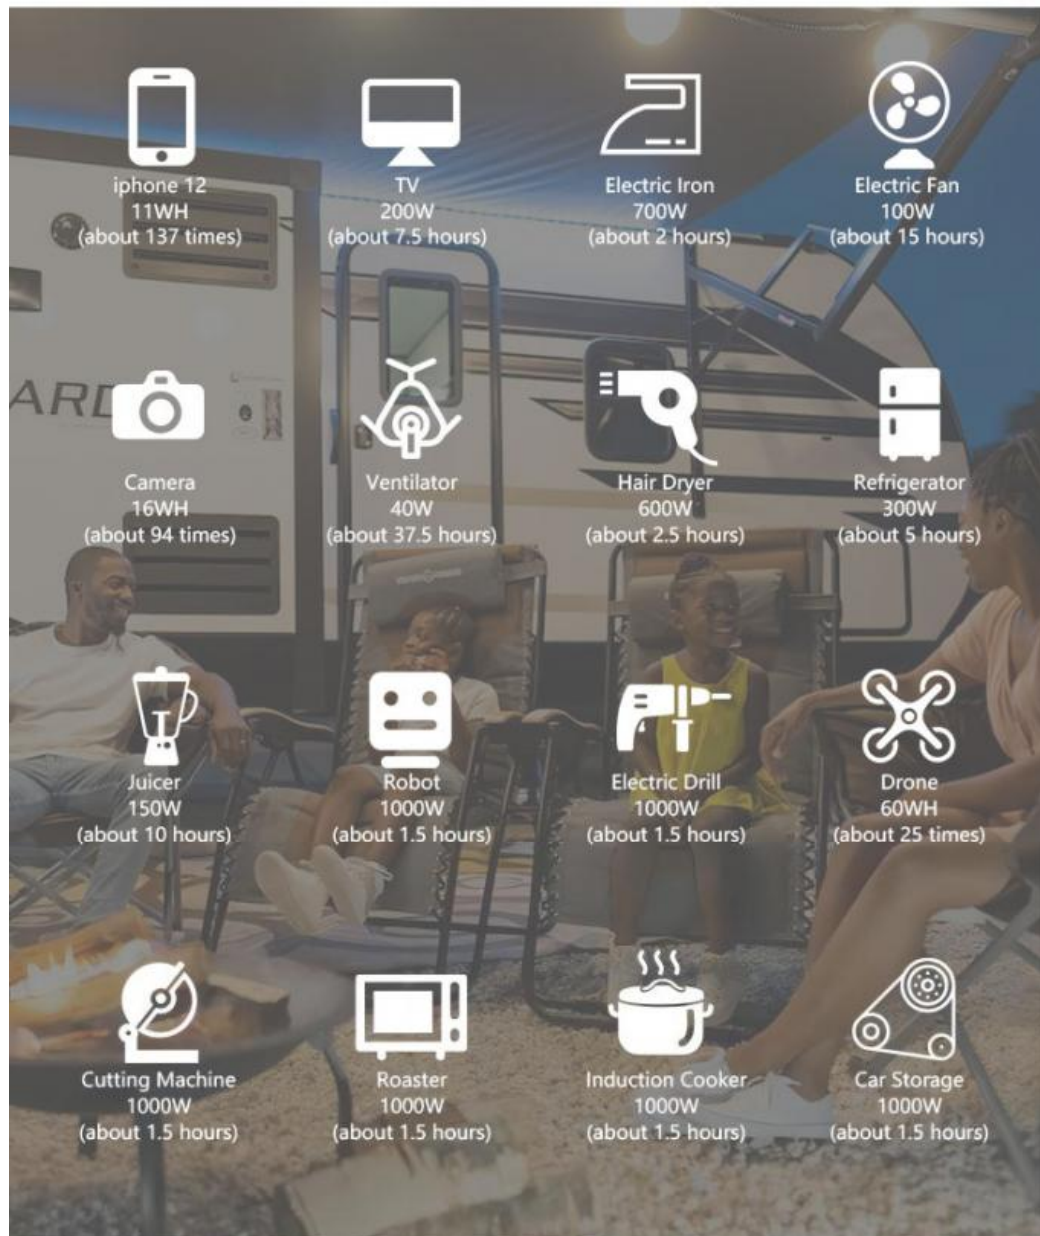 iphone 12
11WH
(about 137 times)
TV
200W
(about 7.5 hours)
Electric Iron
700W
(about 2 hours)
Electric Fan
100W
(about 15 hours)
ARD
Camera
16WH
(about 94 times)
Ventilator
40W
(about 37.5 hours)
Hair Dryer
600W
(about 2.5 hours)
Refrigerator
300W
(about 5 hours)
Juicer
150W
(about 10 hours)
Robot
1000W
(about 1.5 hours)
Electric Drill
1000W
(about 1.5 hours)
Drone
60WH
(about 25 times)
Cutting Machine
1000W
(about 1.5 hours)
Roaster
1000W
(about 1.5 hours)
Induction Cooker
1000W
(about 1.5 hours)
Car Storage
1000W
(about 1.5 hours)